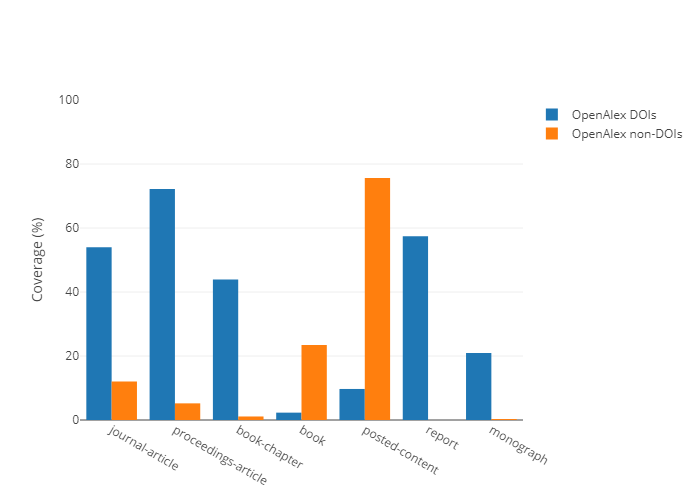 100
80
60
40
20
0
Coverage (%)
journal-article
proceedings-article
book-chapter
book
posted-content
report
monograph
OpenAlex DOIs
OpenAlex non-DOIs